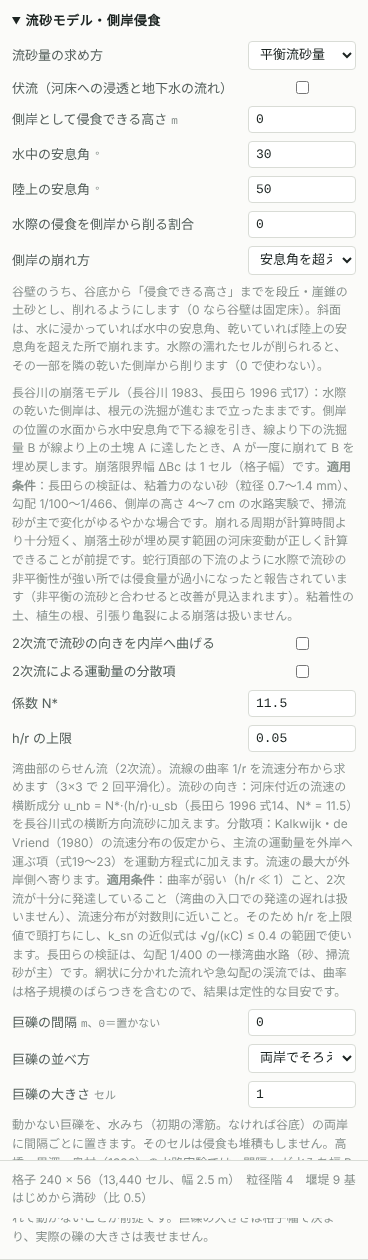 ▼ 流砂モデル・側岸侵食
流砂量の求め方 平衡流砂量
伏流（河床への浸透と地下水の流れ）
側岸として侵食できる高さ m 0
水中の安息角 ° 30
陸上の安息角 ° 50
水際の侵食を側岸から削る割合 0
側岸の崩れ方 安息角を超え
谷壁のうち、谷底から「侵食できる高さ」までを段丘・崖錐の
土砂とし、削れるようにします（0 なら谷壁は固定床）。斜面
は、水に浸かっていれば水中の安息角、乾いていれば陸上の安
息角を超えた所で崩れます。水際の濡れたセルが削られると、
その一部を隣の乾いた側岸から削ります（0 で使わない）。
長谷川の崩落モデル（長谷川 1983、長田ら 1996 式17）：水際
の乾いた側岸は、根元の洗掘が進むまで立ったままです。側岸
の位置の水面から水中安息角で下る線を引き、線より下の洗掘
量 B が線より上の土塊 A に達したとき、A が一度に崩れて B を
埋め戻します。崩落限界幅 ΔBc は 1 セル（格子幅）です。適用
条件：長田らの検証は、粘着力のない砂（粒径 0.7〜1.4 mm）、
勾配 1/100〜1/466、側岸の高さ 4〜7 cm の水路実験で、掃流
砂が主で変化がゆるやかな場合です。崩れる周期が計算時間よ
り十分短く、崩落土砂が埋め戻す範囲の河床変動が正しく計算
できることが前提です。蛇行頂部の下流のように水際で流砂の
非平衡性が強い所では侵食量が過小になったと報告されていま
す（非平衡の流砂と合わせると改善が見込まれます）。粘着性の
土、植生の根、引張り亀裂による崩落は扱いません。
2次流で流砂の向きを内岸へ曲げる
2次流による運動量の分散項
係数 N* 11.5
h/r の上限 0.05
湾曲部のらせん流（2次流）。流線の曲率 1/r を流速分布から求
めます（3×3 で 2 回平滑化）。流砂の向き：河床付近の流速の
横断成分 u_nb = N*·(h/r)·u_sb（長田ら 1996 式14、N* = 11.5）
を長谷川式の横断方向流砂に加えます。分散項：Kalkwijk・de
Vriend（1980）の流速分布の仮定から、主流の運動量を外岸へ
運ぶ項（式19〜23）を運動方程式に加えます。流速の最大が外
岸側へ寄ります。適用条件：曲率が弱い（h/r ≪ 1）こと、2次
流が十分に発達していること（湾曲の入口での発達の遅れは扱
いません）、流速分布が対数則に近いこと。そのため h/r を上限
値で頭打ちにし、k_sn の近似式は √g/(κC) ≤ 0.4 の範囲で使い
ます。長田らの検証は、勾配 1/400 の一様湾曲水路（砂、掃流
砂が主）です。網状に分かれた流れや急勾配の渓流では、曲率
は格子規模のばらつきを含むので、結果は定性的な目安です。
巨礫の間隔 m、0＝置かない 0
巨礫の並べ方 両岸でそろえ
巨礫の大きさ セル 1
動かない巨礫を、水みち（初期の澪筋。なければ谷底）の両岸
に間隔ごとに置きます。そのセルは侵食も堆積もしません。高
格子 240 × 56（13,440 セル、幅 2.5 m） 粒径階 4 堰堤 9 基
はじめから満砂（比 0.5）
れて動かないことが前提です。巨礫の大きさは格子幅で決ま
り、実際の礫の大きさは表せません。